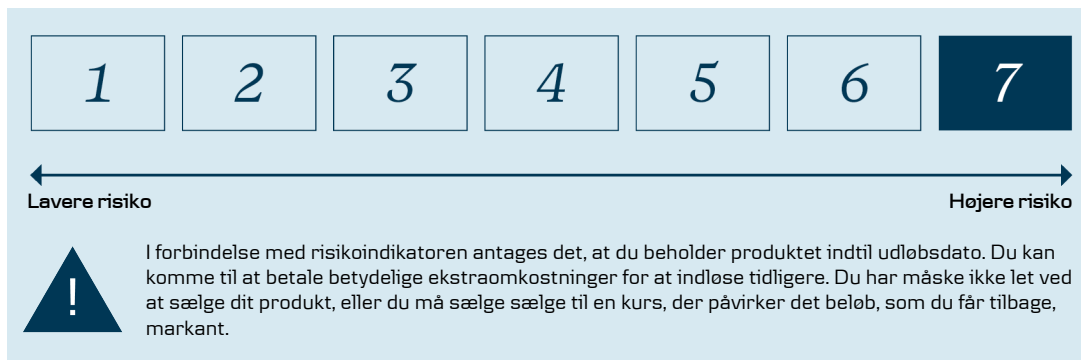 1 2 3 4 5 6 7
Lavere risiko Højere risiko
! I forbindelse med risikoindikatoren antages det, at du beholder produktet indtil udløbsdato. Du kan
komme til at betale betydelige ekstraomkostninger for at indløse tidligere. Du har måske ikke let ved
at sælge dit produkt, eller du må sælge sælge til en kurs, der påvirker det beløb, som du får tilbage,
markant.